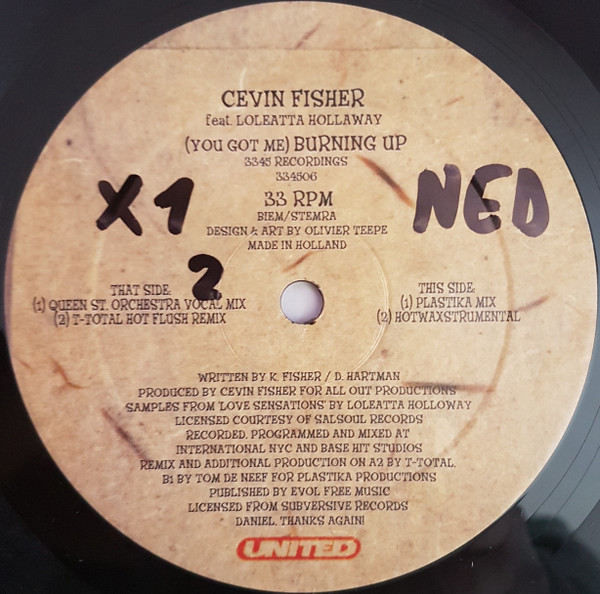 CEVIN FISHER
feat. LOLEATTA HOLLAWAY
(YOU GOT ME) BURNING UP
3345 RECORDINGS
334506
X1
NED
33 RPM
BIEM/STEMRA
DESIGN & ART BY OLIVIER TEEPE
MADE IN HOLLAND
2
THAT SIDE:
(1) QUEEN ST. ORCHESTRA VOCAL MIX
(2) T-TOTAL HOT FLUSH REMIX
THIS SIDE:
(1) PLASTIKA MIX
(2) HOTWAXSTRUMENTAL
WRITTEN BY K. FISHER / D. HARTMAN
PRODUCED BY CEVIN FISHER FOR ALL OUT PRODUCTIONS
SAMPLES FROM 'LOVE SENSATIONS' BY LOLEATTA HOLLOWAY
LICENSED COURTESY OF SALSOUL RECORDS
RECORDED, PROGRAMMED AND MIXED AT
INTERNATIONAL NYC AND BASE HIT STUDIOS
REMIX AND ADDITIONAL PRODUCTION ON A2 BY T-TOTAL.
B1 BY TOM DE NEEF FOR PLASTIKA PRODUCTIONS
PUBLISHED BY EVOL FREE MUSIC
LICENSED FROM SUBVERSIVE RECORDS
DANIEL, THANKS AGAIN!
UNITED